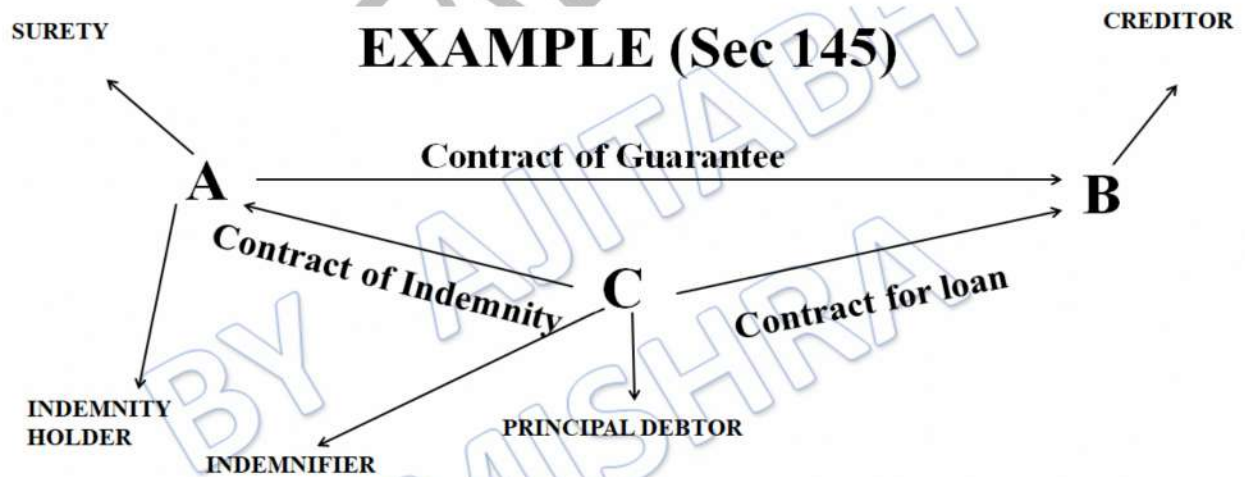 SURETY
CREDITOR
EXAMPLE (Sec 145)
Contract of Guarantee
A
B
Contract of Indemnity
C
Contract for loan
INDEMNITY
HOLDER
PRINCIPAL DEBTOR
INDEMNIFIER
BY AJITABH
MISHRA